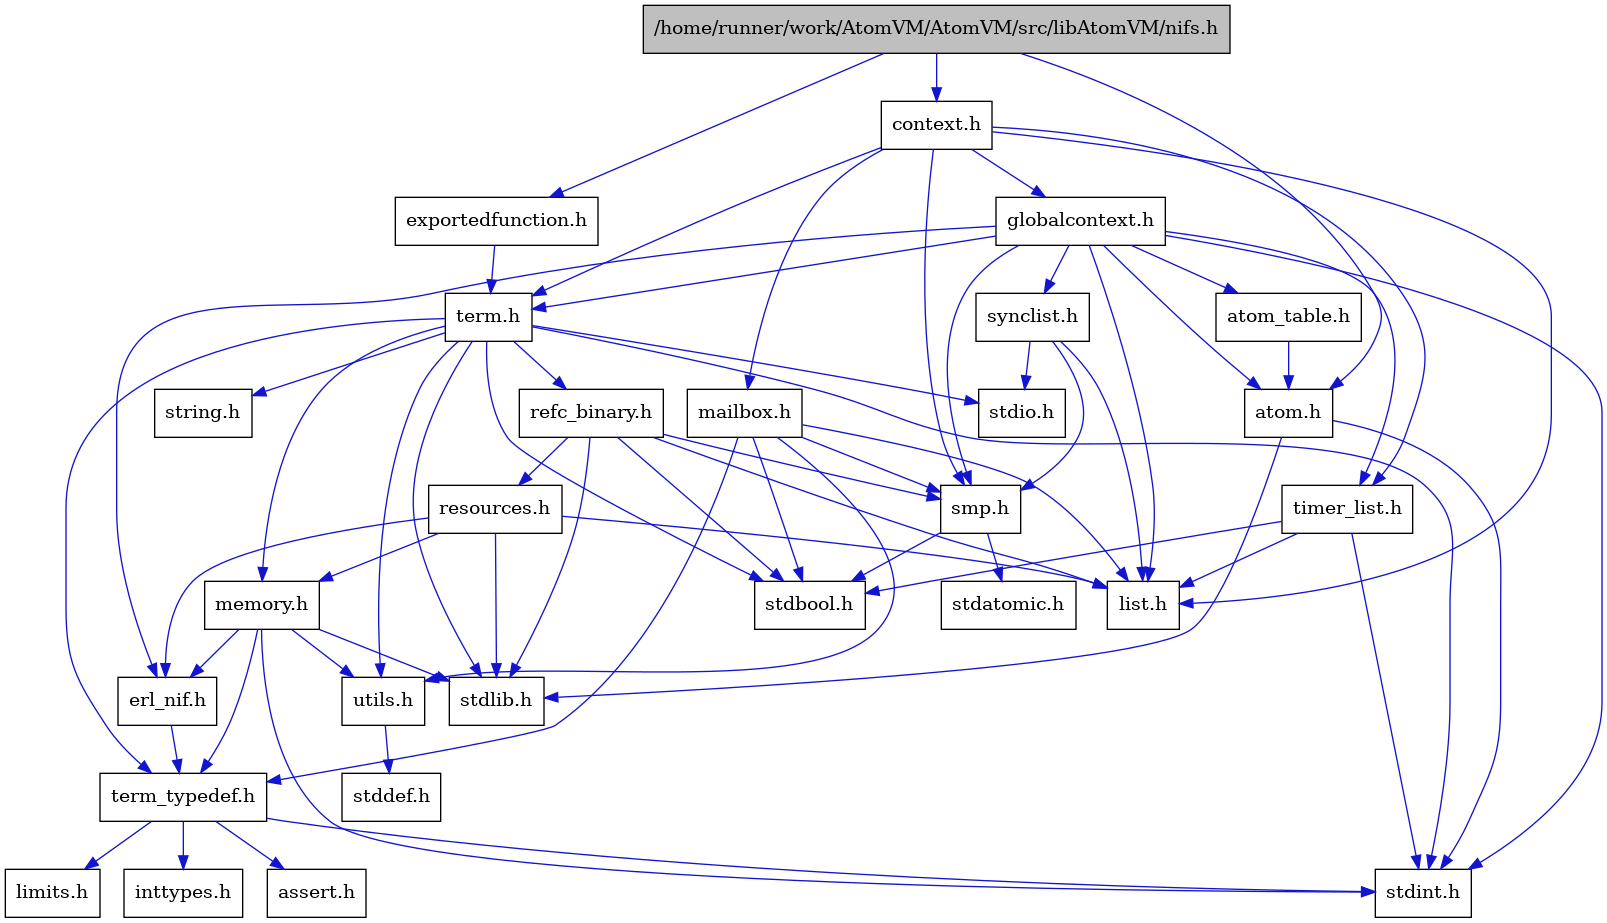 /home/runner/work/AtomVM/AtomVM/src/libAtomVM/nifs.h
context.h
exportedfunction.h
globalcontext.h
term.h
synclist.h
atom_table.h
string.h
refc_binary.h
mailbox.h
stdio.h
atom.h
resources.h
smp.h
timer_list.h
memory.h
stdbool.h
stdatomic.h
list.h
erl_nif.h
utils.h
stdlib.h
term_typedef.h
stddef.h
limits.h
inttypes.h
assert.h
stdint.h